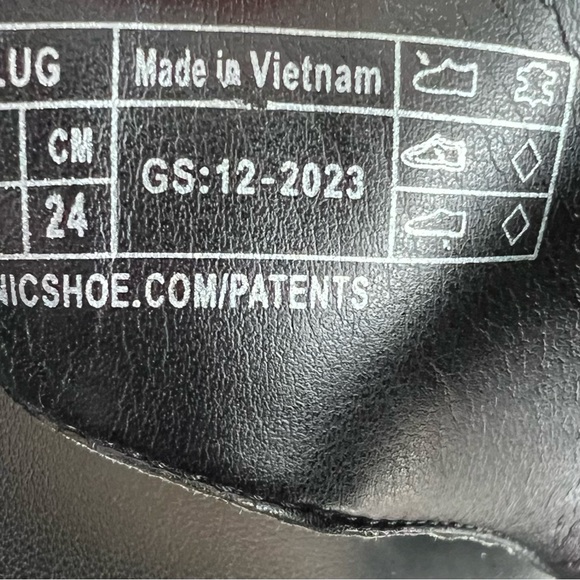 LUG Made in Vietnam
CM GS:12-2023
24
NICSHOE.COM/PATENTS